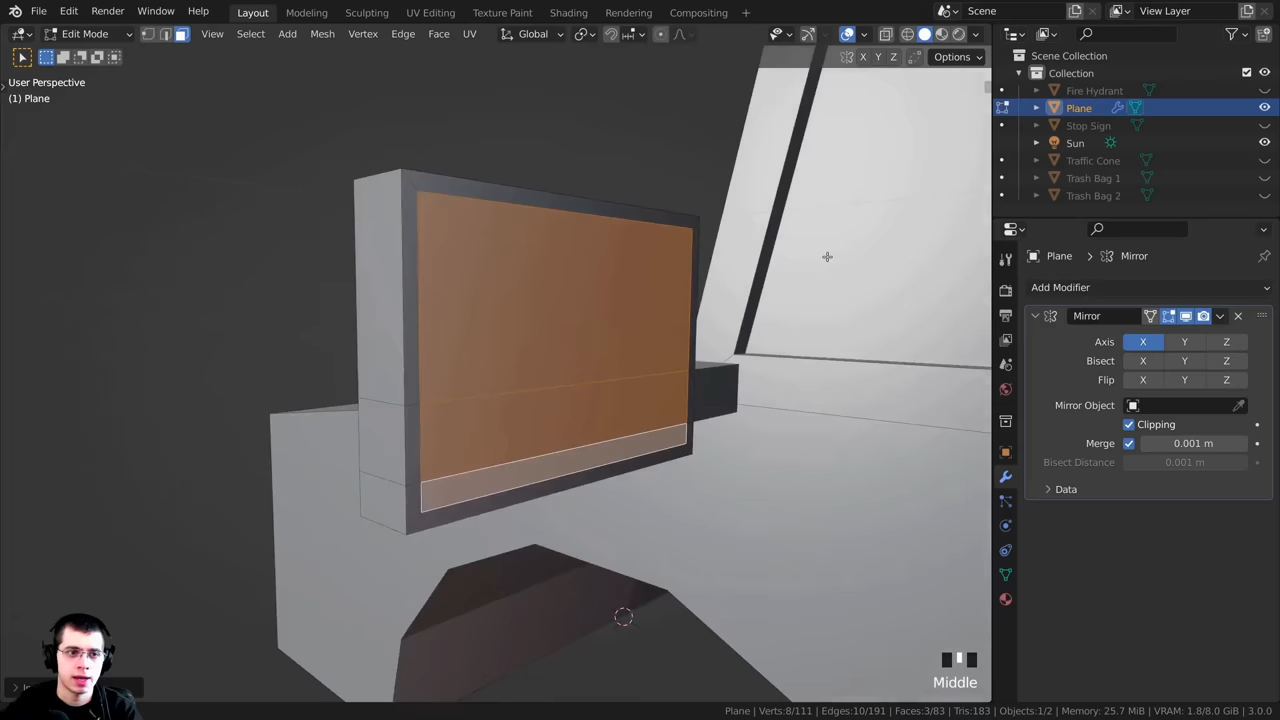 File Edit Render Window Help Layout Modeling Sculpting UV Editing Texture Paint Shading Rendering Compositing Scene View Layer
Edit Mode View Select Add Mesh Vertex Edge Face UV Global
X Y Z Options
User Perspective
(1) Plane
Scene Collection
Collection
Fire Hydrant
Plane
Stop Sign
Sun
Traffic Cone
Trash Bag 1
Trash Bag 2
Plane > Mirror
Add Modifier
Mirror
Axis X Y Z
Bisect X Y Z
Flip X Y Z
Mirror Object
Clipping
Merge 0.001 m
Bisect Distance 0.001 m
Data
Middle
Plane | Verts:8/111 | Edges:10/191 | Faces:3/83 | Tris:183 | Objects:1/2 | Memory: 25.7 MiB | VRAM: 1.8/8.0 GiB | 3.0.0